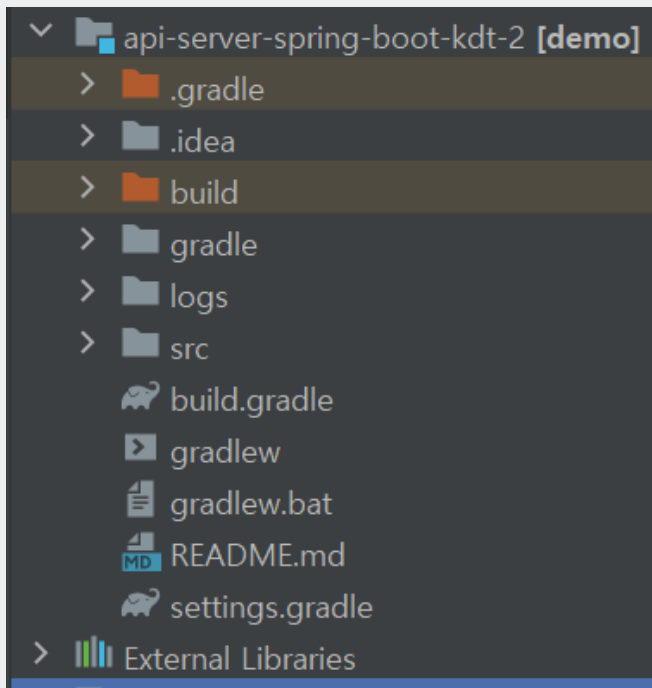 api-server-spring-boot-kdt-2 [demo]
.gradle
.idea
build
gradle
logs
src
build.gradle
gradlew
gradlew.bat
MD README.md
settings.gradle
External Libraries